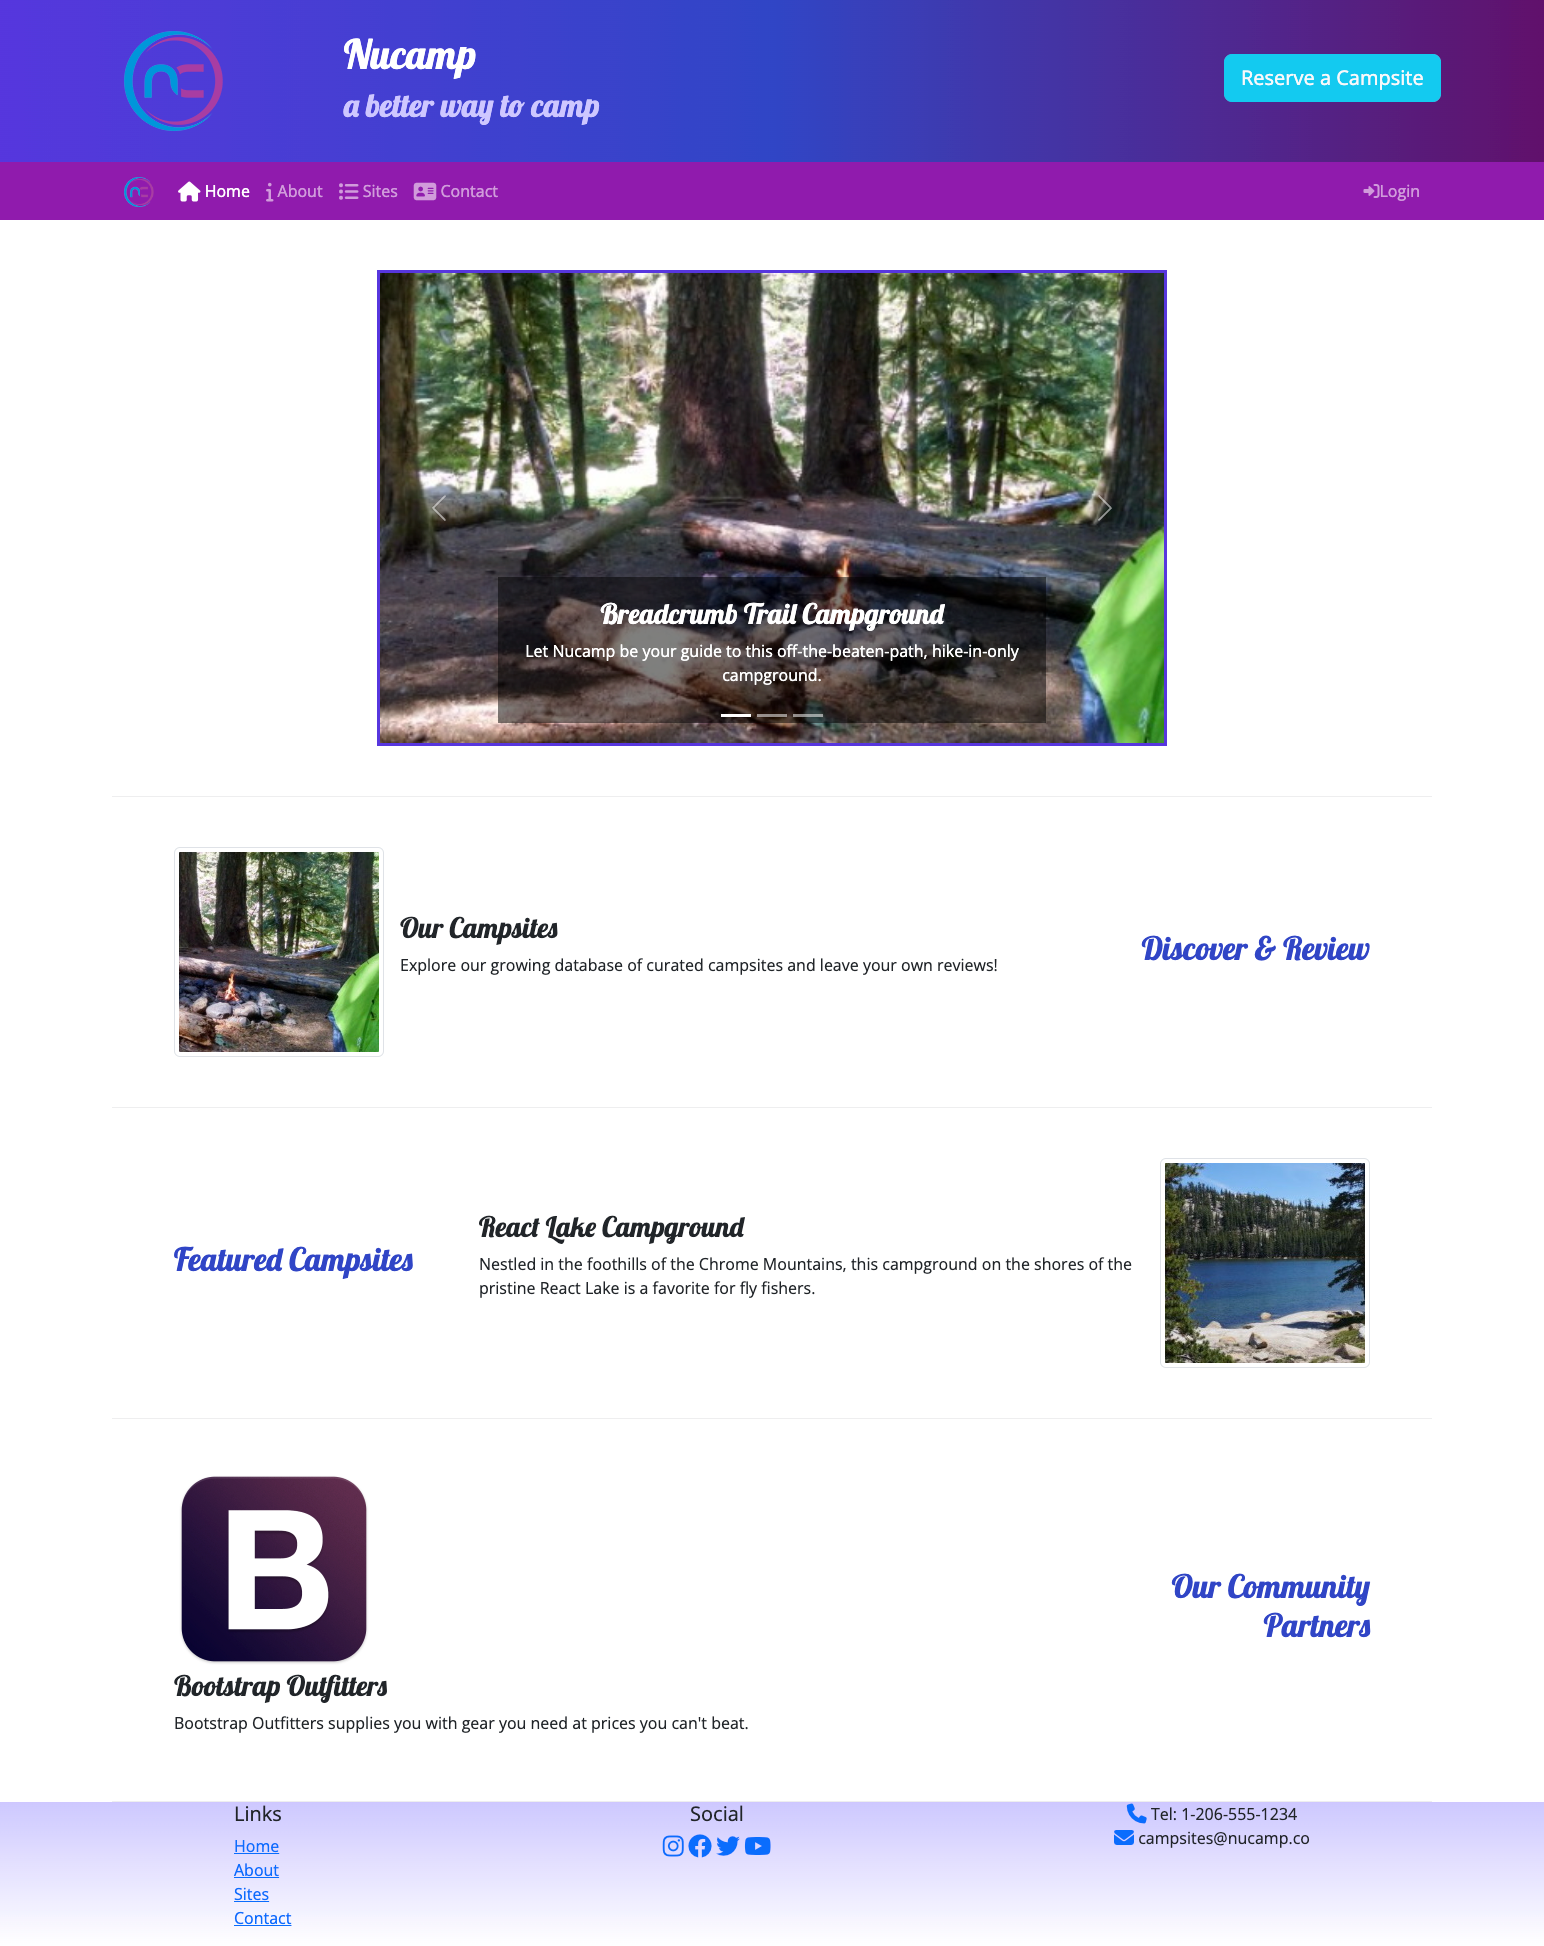 Nucamp
a better way to camp
Reserve a Campsite
Home
About
Sites
Contact
Login
Breadcrumb Trail Campground
Let Nucamp be your guide to this off-the-beaten-path, hike-in-only
campground.
Our Campsites
Explore our growing database of curated campsites and leave your own reviews!
Discover & Review
Featured Campsites
React Lake Campground
Nestled in the foothills of the Chrome Mountains, this campground on the shores of the
pristine React Lake is a favorite for fly fishers.
B
Bootstrap Outfitters
Bootstrap Outfitters supplies you with gear you need at prices you can't beat.
Our Community
Partners
Links
Home
About
Sites
Contact
Social
Tel: 1-206-555-1234
campsites@nucamp.co